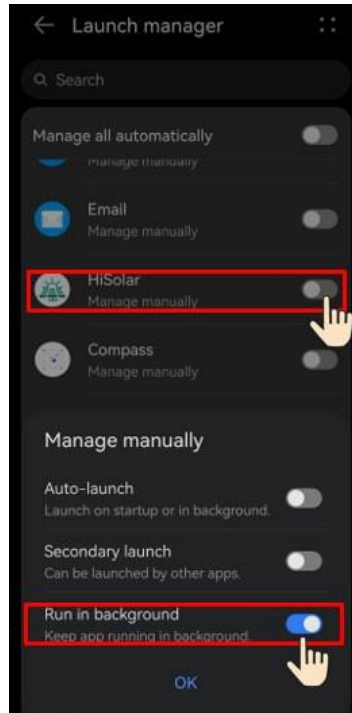 Launch manager
Search
Manage all automatically
Manage manually
Email
Manage manually
HiSolar
Manage manually
Compass
Manage manually
Manage manually
Auto-launch
Launch on startup or in background.
Secondary launch
Can be launched by other apps.
Run in background
Keep app running in background.
OK